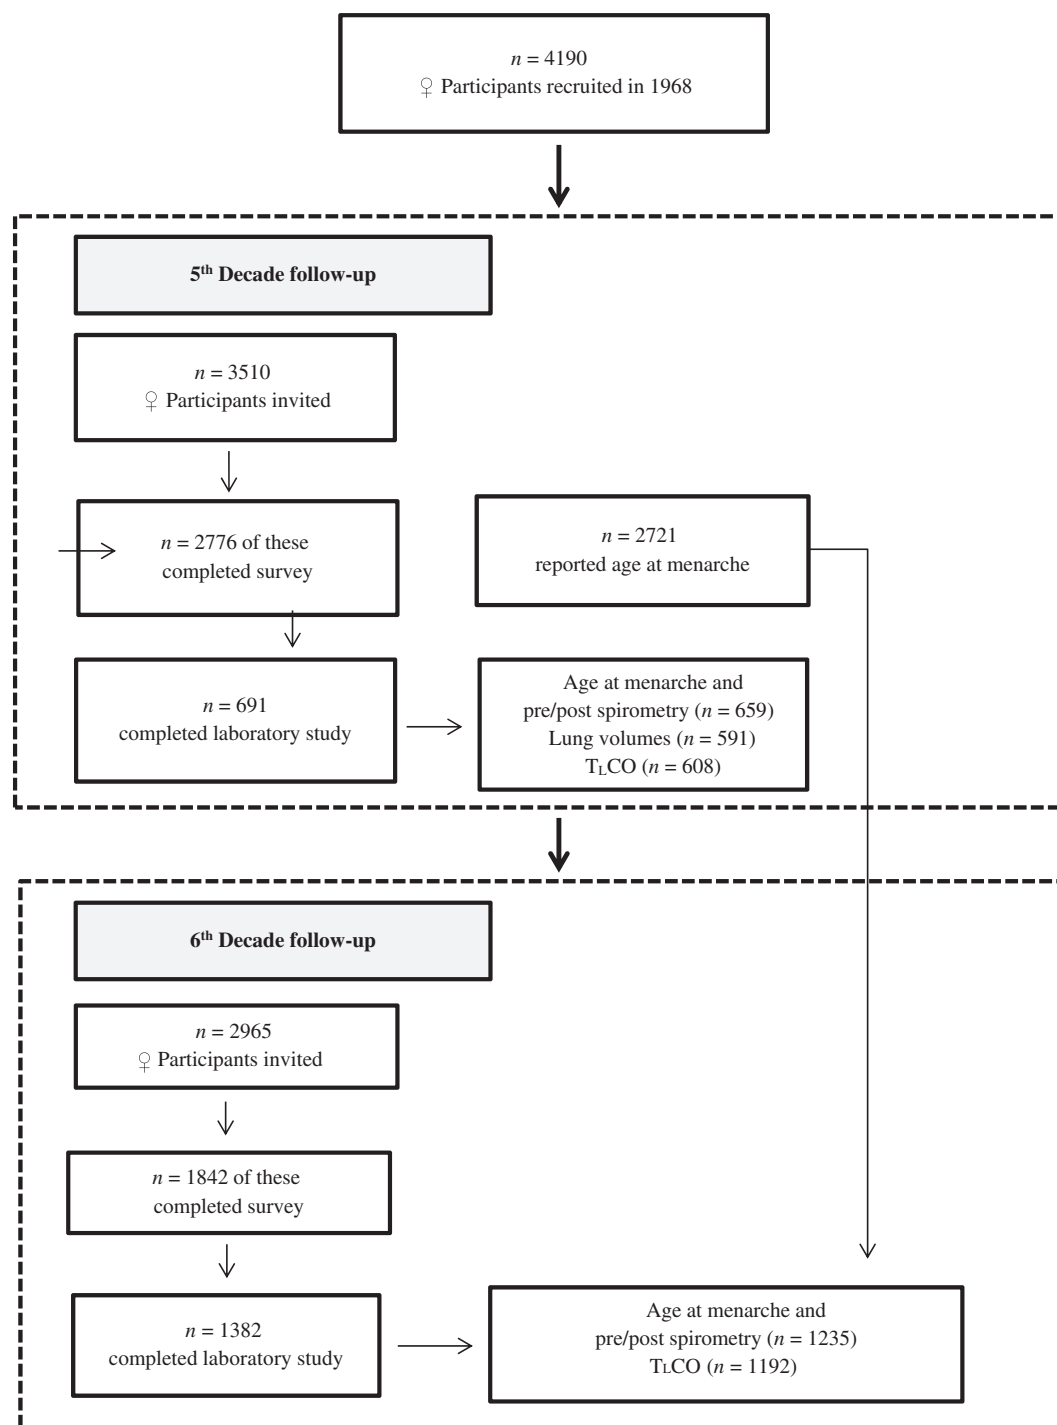 n = 4190
♀ Participants recruited in 1968
5th Decade follow-up
n = 3510
♀ Participants invited
n = 2776 of these
completed survey
n = 2721
reported age at menarche
n = 691
completed laboratory study
Age at menarche and
pre/post spirometry (n = 659)
Lung volumes (n = 591)
TLCO (n = 608)
6th Decade follow-up
n = 2965
♀ Participants invited
n = 1842 of these
completed survey
n = 1382
completed laboratory study
Age at menarche and
pre/post spirometry (n = 1235)
TLCO (n = 1192)